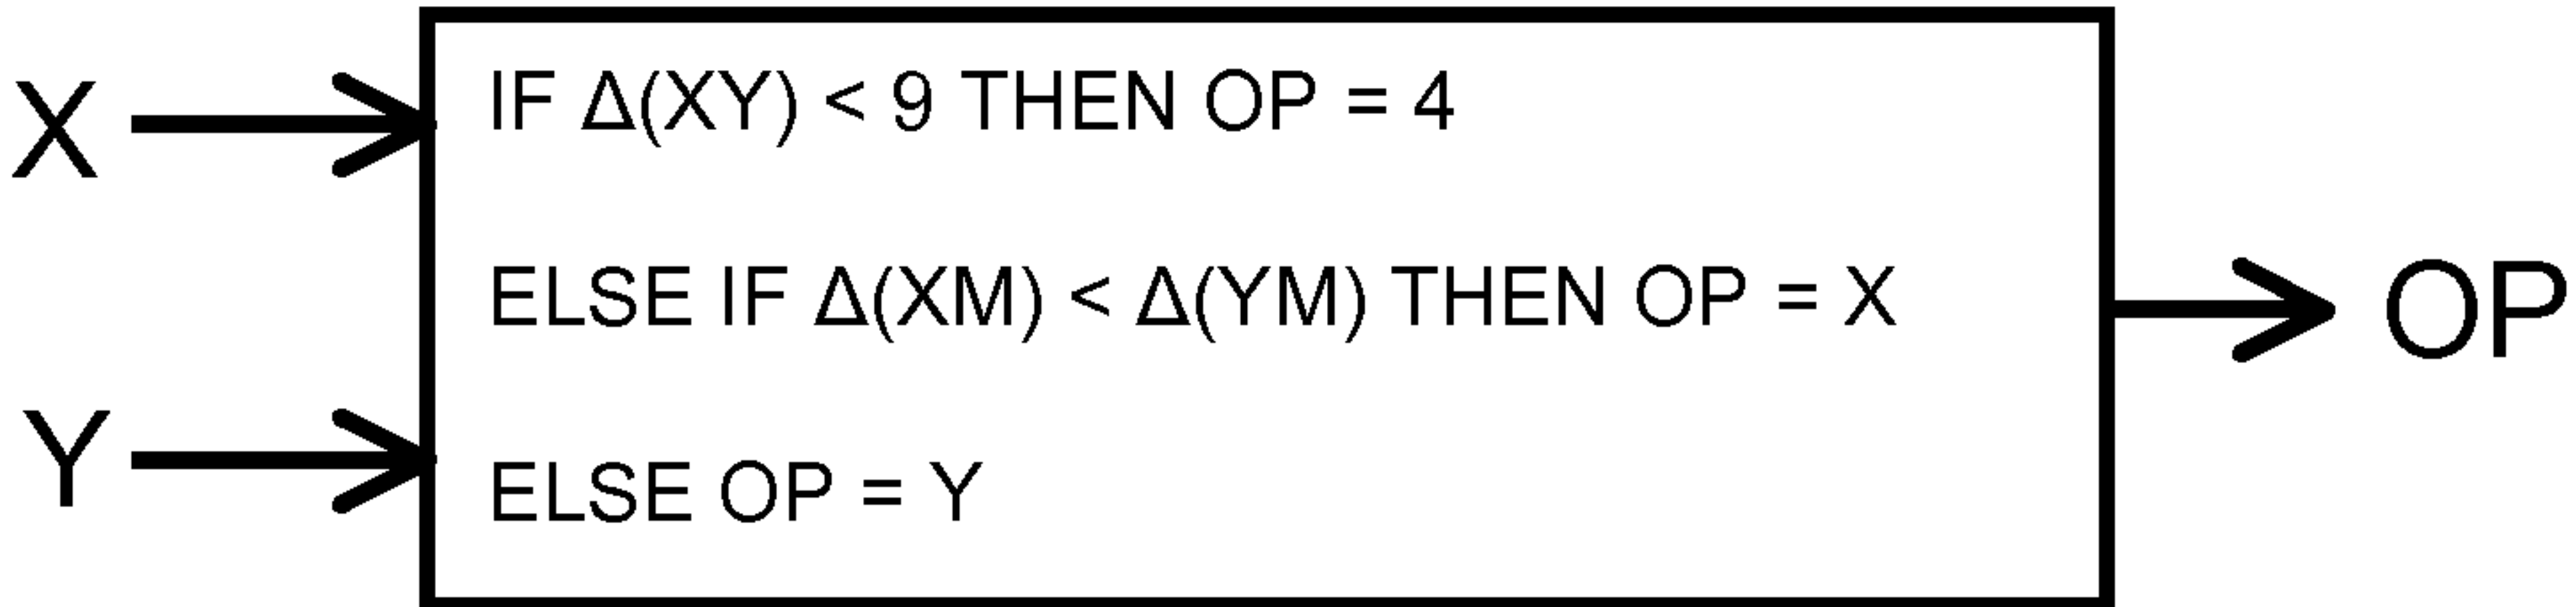 X
IF Δ(XY) < 9 THEN OP = 4
ELSE IF Δ(XM) < Δ(YM) THEN OP = X
OP
Y
ELSE OP = Y